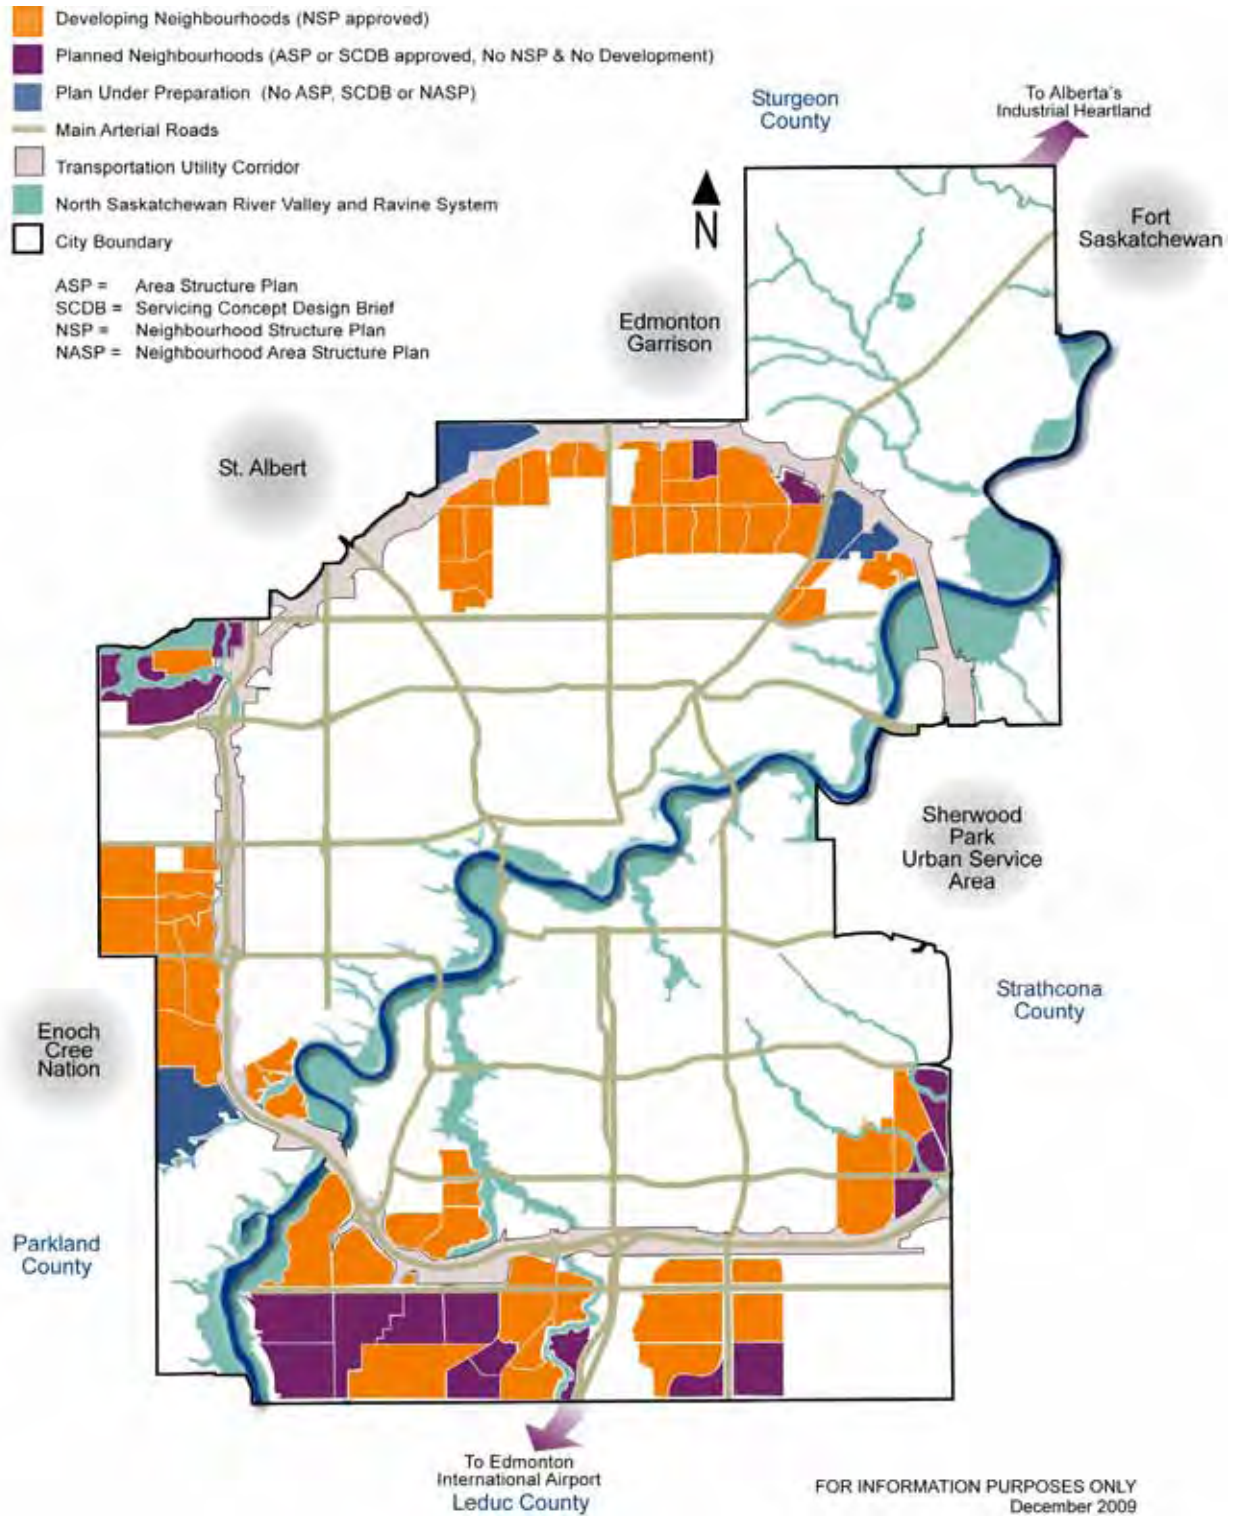 Developing Neighbourhoods (NSP approved)
Planned Neighbourhoods (ASP or SCDB approved, No NSP & No Development)
Plan Under Preparation (No ASP, SCDB or NASP)
Main Arterial Roads
Transportation Utility Corridor
North Saskatchewan River Valley and Ravine System
City Boundary
ASP = Area Structure Plan
SCDB = Servicing Concept Design Brief
NSP = Neighbourhood Structure Plan
NASP = Neighbourhood Area Structure Plan
Sturgeon
County
To Alberta's
Industrial Heartland
N
Fort
Saskatchewan
Edmonton
Garrison
St. Albert
Sherwood
Park
Urban Service
Area
Strathcona
County
Enoch
Cree
Nation
Parkland
County
To Edmonton
International Airport
Leduc County
FOR INFORMATION PURPOSES ONLY
December 2009